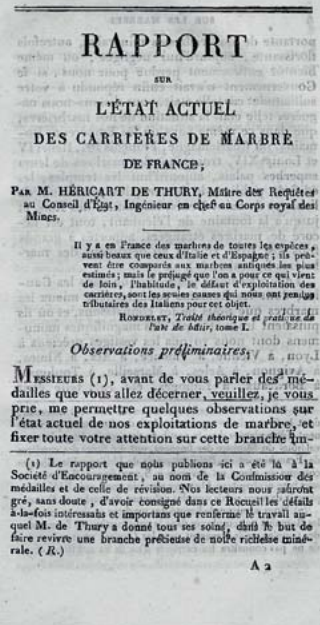 RAPPORT
SUR
L'ÉTAT ACTUEL
DES CARRIÈRES DE MARBRE
DE FRANCE;
PAR M. HÉRICART DE THURY, Maître des Requêtes
au Conseil d'État, Ingénieur en chef au Corps royal des
Mines.
Il y a en France des marbres de toutes les espèces,
aussi beaux que ceux d'Italie et d'Espagne; ils peu-
vent être comparés aux marbres antiques les plus
estimés; mais le préjugé que l'on a pour ce qui vient
de loin, l'habitude, le défaut d'exploitation des
carrières, sont les seules causes qui nous ont rendus
tributaires des Italiens pour cet objet.
RONDELET, Traité théorique et pratique de
l'art de bâtir, tome I.
Observations préliminaires.
MESSIEURS (1), avant de vous parler des mé-
dailles que vous allez décerner, veuillez, je vous
prie, me permettre quelques observations sur
l'état actuel de nos exploitations de marbre, et
fixer toute votre attention sur cette branche im-
(1) Le rapport que nous publions ici a été lu à la
Société d'Encouragement, au nom de la Commission des
médailles et de celle de révision. Nos lecteurs nous sauront
gré, sans doute, d'avoir consigné dans ce Recueil les détails
à-la-fois intéressans et importans que renferme le travail au-
quel M. de Thury a donné tous ses soins, dans le but de
faire revivre une branche précieuse de notre richesse miné-
rale. (R.)
A 2